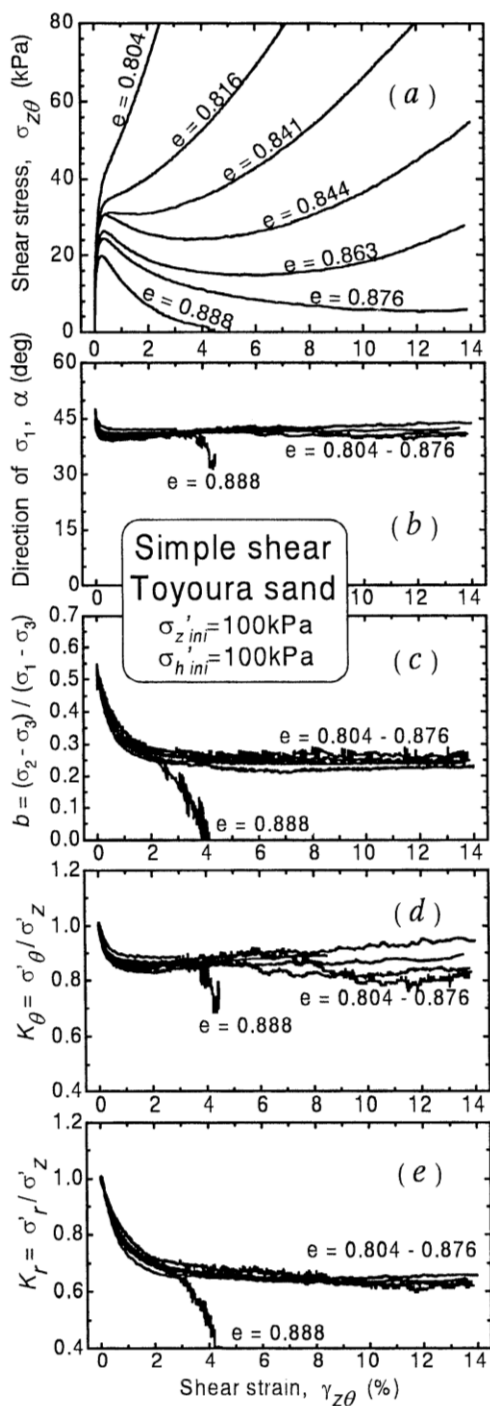 Shear stress, σzθ (kPa)
80
60
40
20
0
(a)
e = 0.804
e = 0.816
e = 0.841
e = 0.844
e = 0.863
e = 0.876
e = 0.888
0 2 4 6 8 10 12 14
Direction of σ1, α (deg)
60
45
30
15
0
e = 0.804 - 0.876
e = 0.888
(b)
Simple shear
Toyoura sand
σz'ini=100kPa
σh'ini=100kPa
b = (σ2 - σ3) / (σ1 - σ3)
0.7
0.6
0.5
0.4
0.3
0.2
0.1
0.0
(c)
e = 0.804 - 0.876
e = 0.888
0 2 4 6 8 10 12 14
Kθ = σ'θ/σ'z
1.2
1.0
0.8
0.6
0.4
(d)
e = 0.804 - 0.876
e = 0.888
0 2 4 6 8 10 12 14
Kr = σ'r/σ'z
1.2
1.0
0.8
0.6
0.4
(e)
e = 0.804 - 0.876
e = 0.888
0 2 4 6 8 10 12 14
Shear strain, γzθ (%)